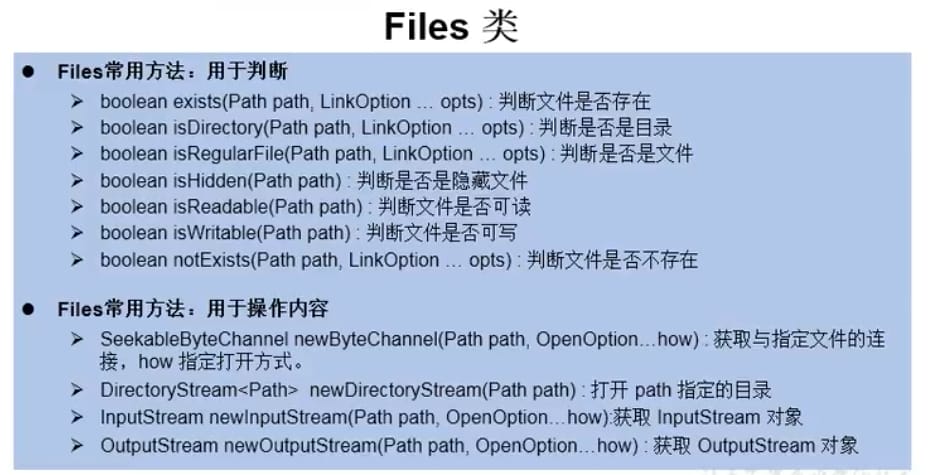 Files 类
● Files常用方法：用于判断
➢ boolean exists(Path path, LinkOption … opts) : 判断文件是否存在
➢ boolean isDirectory(Path path, LinkOption … opts) : 判断是否是目录
➢ boolean isRegularFile(Path path, LinkOption … opts) : 判断是否是文件
➢ boolean isHidden(Path path) : 判断是否是隐藏文件
➢ boolean isReadable(Path path) : 判断文件是否可读
➢ boolean isWritable(Path path) : 判断文件是否可写
➢ boolean notExists(Path path, LinkOption … opts) : 判断文件是否不存在
● Files常用方法：用于操作内容
➢ SeekableByteChannel newByteChannel(Path path, OpenOption…how) : 获取与指定文件的连
接，how 指定打开方式。
➢ DirectoryStream<Path>  newDirectoryStream(Path path) : 打开 path 指定的目录
➢ InputStream newInputStream(Path path, OpenOption…how):获取 InputStream 对象
➢ OutputStream newOutputStream(Path path, OpenOption…how) : 获取 OutputStream 对象